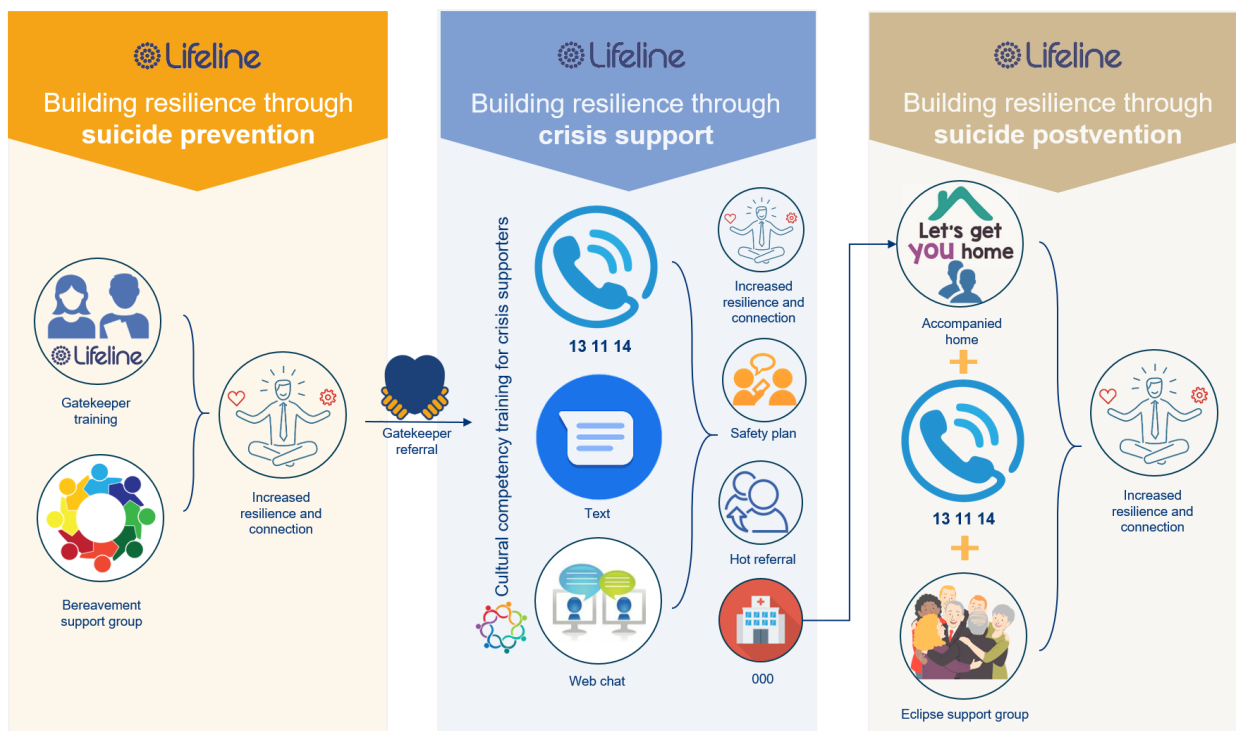 Lifeline
Building resilience through
suicide prevention
Lifeline
Gatekeeper
training
Bereavement
support group
Increased
resilience and
connection
Gatekeeper
referral
Lifeline
Building resilience through
crisis support
Cultural competency training for crisis supporters
13 11 14
Text
Web chat
Increased
resilience and
connection
Safety plan
Hot referral
000
Lifeline
Building resilience through
suicide postvention
Let's get
you home
Accompanied
home
13 11 14
Eclipse support group
Increased
resilience and
connection